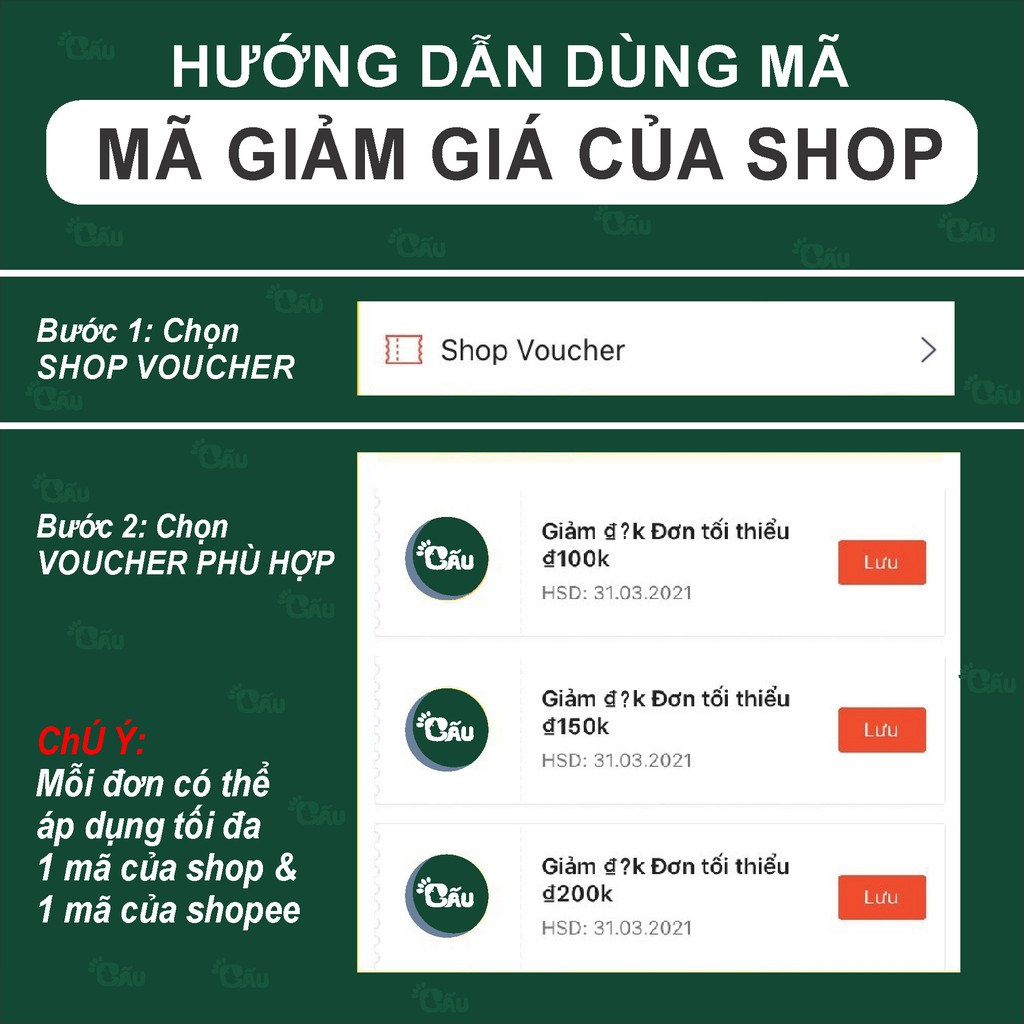 HƯỚNG DẪN DÙNG MÃ
MÃ GIẢM GIÁ CỦA SHOP
Bước 1: Chọn
SHOP VOUCHER
Shop Voucher
Bước 2: Chọn
VOUCHER PHÙ HỢP
Gấu
Giảm ₫?k Đơn tối thiểu
₫100k
HSD: 31.03.2021
Lưu
Gấu
Giảm ₫?k Đơn tối thiểu
₫150k
HSD: 31.03.2021
Lưu
Gấu
Giảm ₫?k Đơn tối thiểu
₫200k
HSD: 31.03.2021
Lưu
ChÚ Ý:
Mỗi đơn có thể
áp dụng tối đa
1 mã của shop &
1 mã của shopee